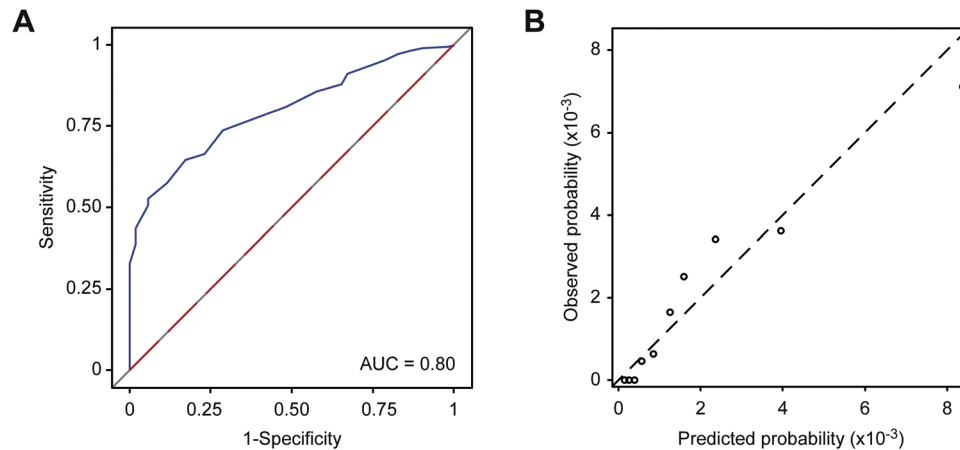 A
1
0.75
0.50
0.25
0
Sensitivity
AUC = 0.80
0 0.25 0.50 0.75 1
1-Specificity
B
8
6
4
2
0
Observed probability (x10⁻³)
0 2 4 6 8
Predicted probability (x10⁻³)